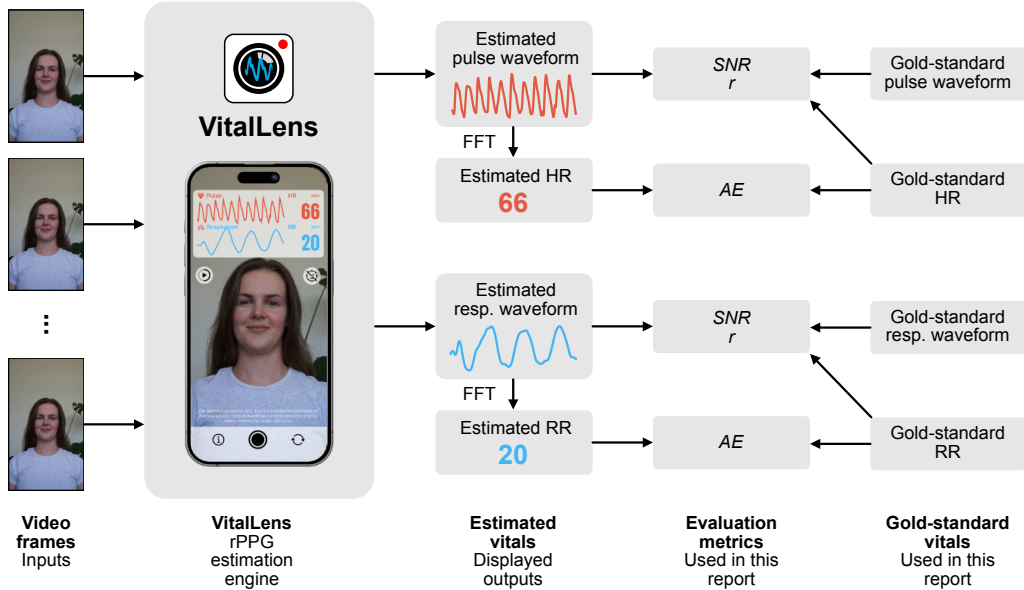 VitalLens
Pulse
HR
bpm
66
Respiration
RR
bpm
20
Estimated
pulse waveform
FFT
Estimated HR
66
SNR
r
AE
Gold-standard
pulse waveform
Gold-standard
HR
...
Estimated
resp. waveform
FFT
Estimated RR
20
SNR
r
AE
Gold-standard
resp. waveform
Gold-standard
RR
Video
frames
Inputs
VitalLens
rPPG
estimation
engine
Estimated
vitals
Displayed
outputs
Evaluation
metrics
Used in this
report
Gold-standard
vitals
Used in this
report